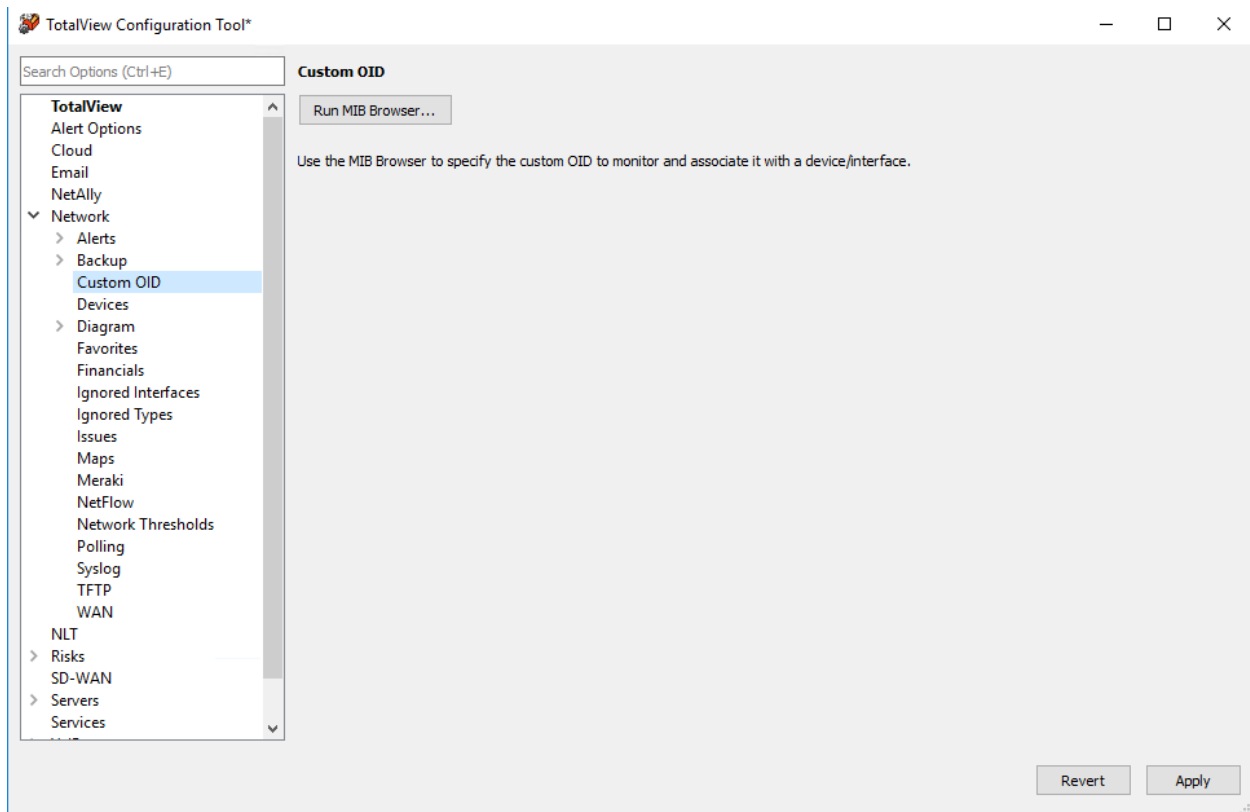 TotalView Configuration Tool*
Search Options (Ctrl+E)
TotalView
Alert Options
Cloud
Email
NetAlly
Network
Alerts
Backup
Custom OID
Devices
Diagram
Favorites
Financials
Ignored Interfaces
Ignored Types
Issues
Maps
Meraki
NetFlow
Network Thresholds
Polling
Syslog
TFTP
WAN
NLT
Risks
SD-WAN
Servers
Services
Custom OID
Run MIB Browser...
Use the MIB Browser to specify the custom OID to monitor and associate it with a device/interface.
Revert
Apply